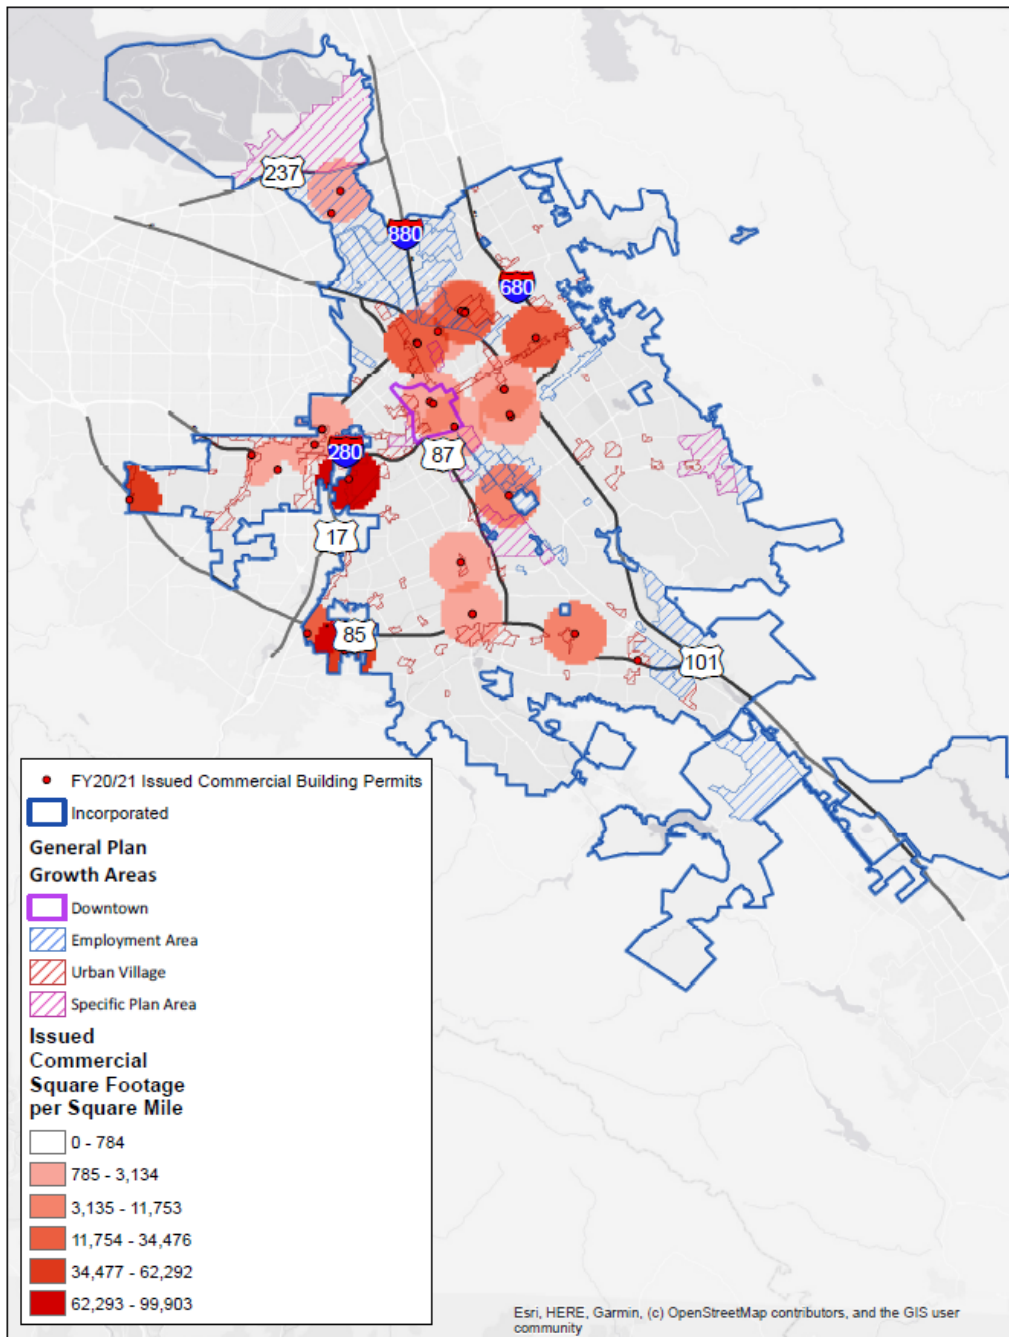 237
880
680
280
87
17
85
101
FY20/21 Issued Commercial Building Permits
Incorporated
General Plan
Growth Areas
Downtown
Employment Area
Urban Village
Specific Plan Area
Issued
Commercial
Square Footage
per Square Mile
0 - 784
785 - 3,134
3,135 - 11,753
11,754 - 34,476
34,477 - 62,292
62,293 - 99,903
Esri, HERE, Garmin, (c) OpenStreetMap contributors, and the GIS user
community